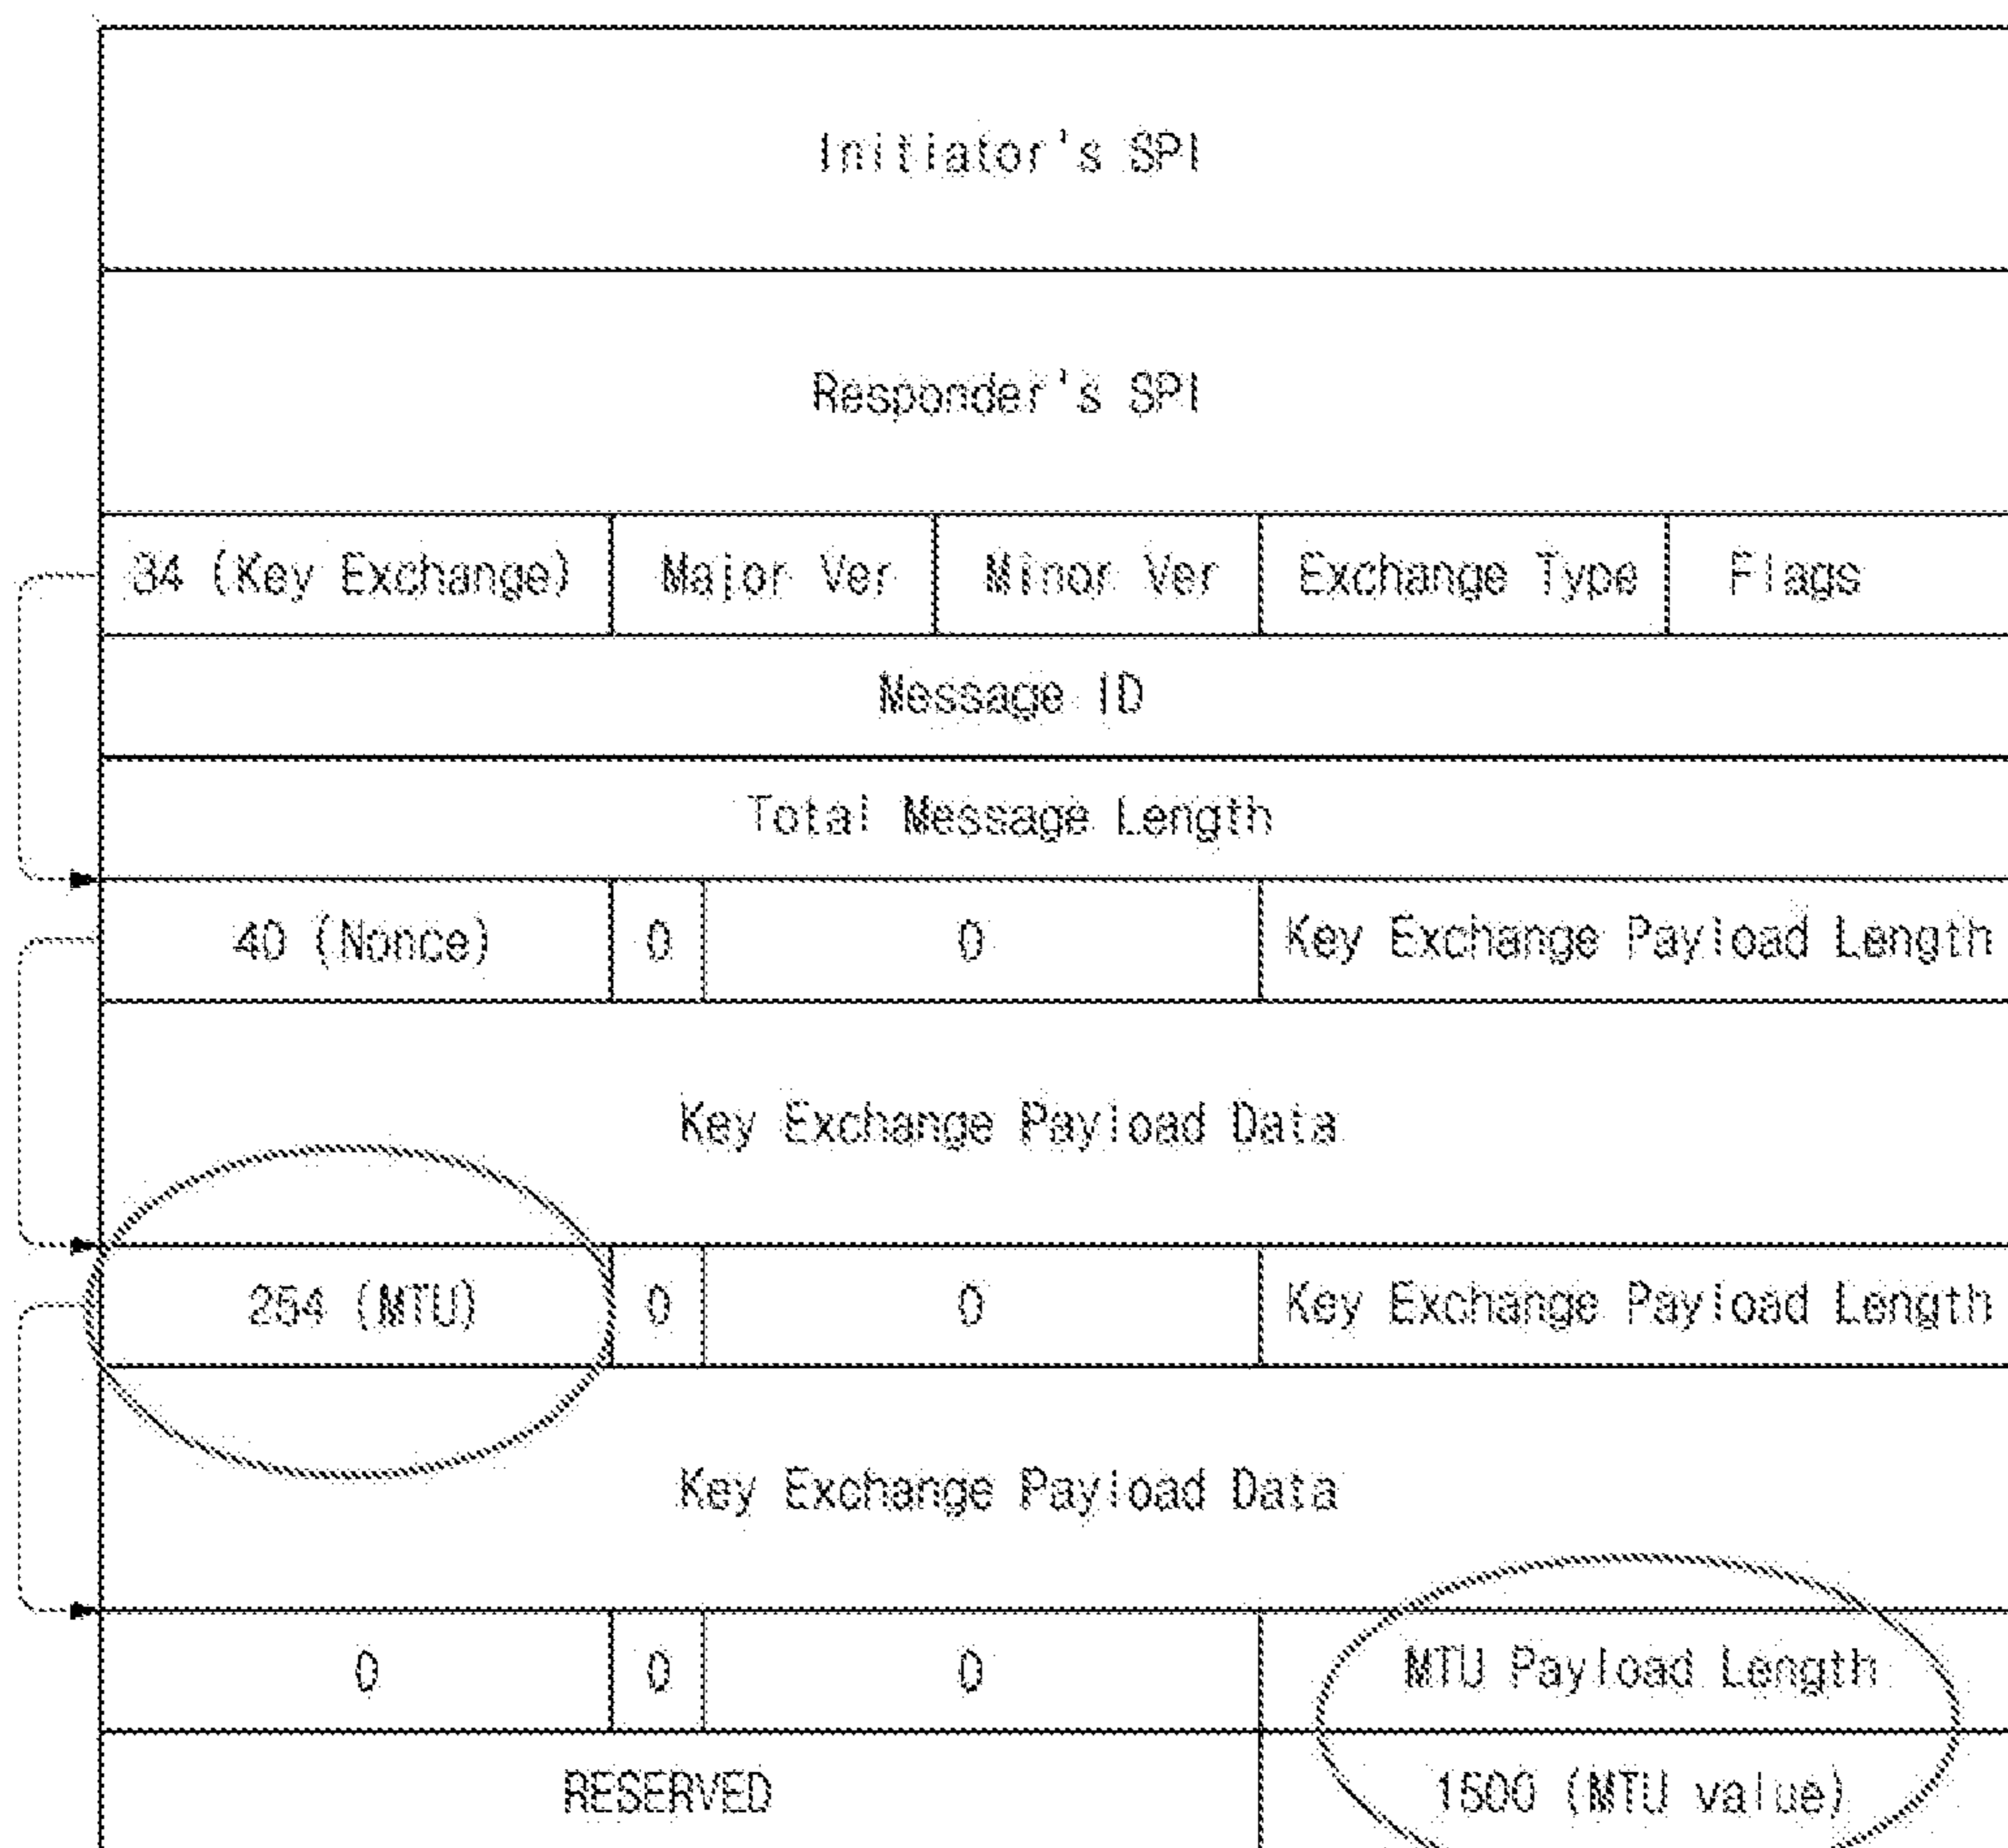 Initiator's SPI
Responder's SPI
34 (Key Exchange) Major Ver Minor Ver Exchange Type Flags
Message ID
Total Message Length
40 (Nonce) 0 0 Key Exchange Payload Length
Key Exchange Payload Data
254 (MTU) 0 0 Key Exchange Payload Length
Key Exchange Payload Data
0 0 0 MTU Payload Length
RESERVED 1500 (MTU value)